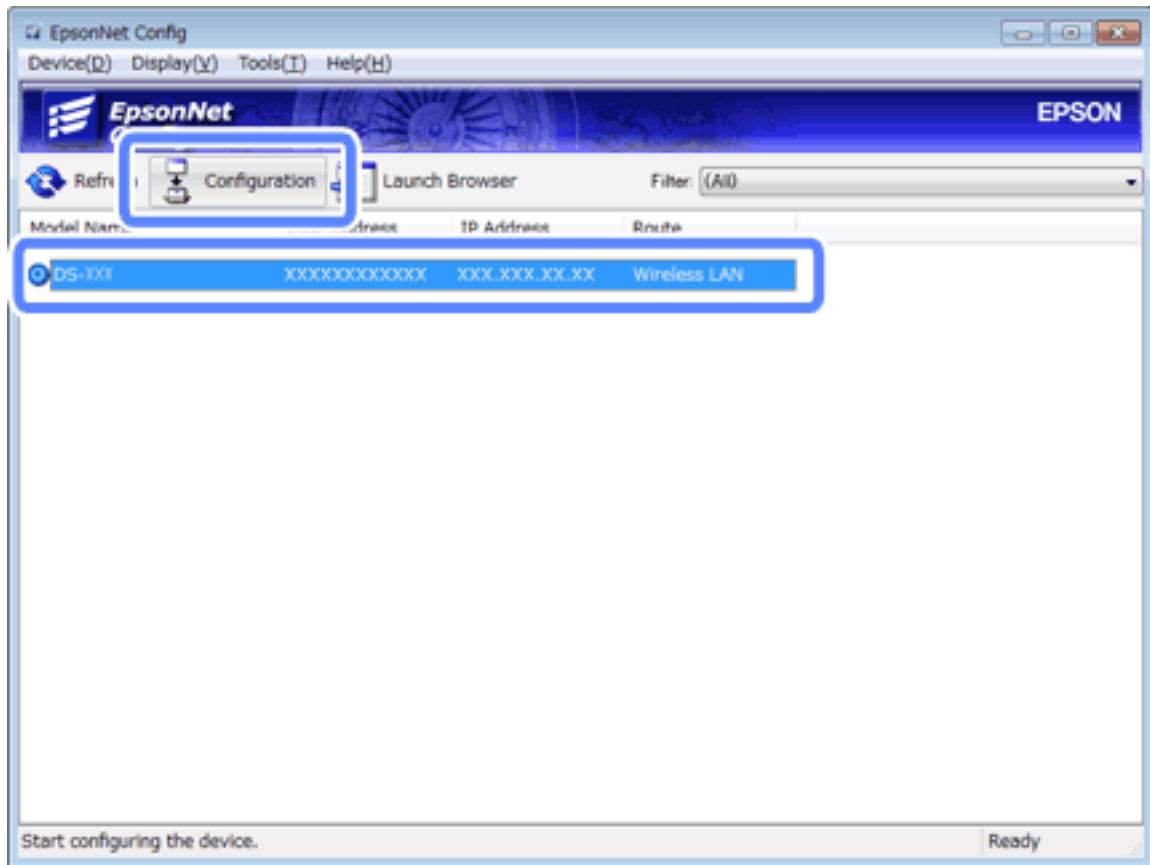 EpsonNet Config
Device(D) Display(V) Tools(T) Help(H)
EpsonNet
EPSON
Configuration Launch Browser Filter: (All)
IP Address Route
DS-XXX XXXXXXXXXXXX XXX.XXX.XX.XX Wireless LAN
Start configuring the device. Ready